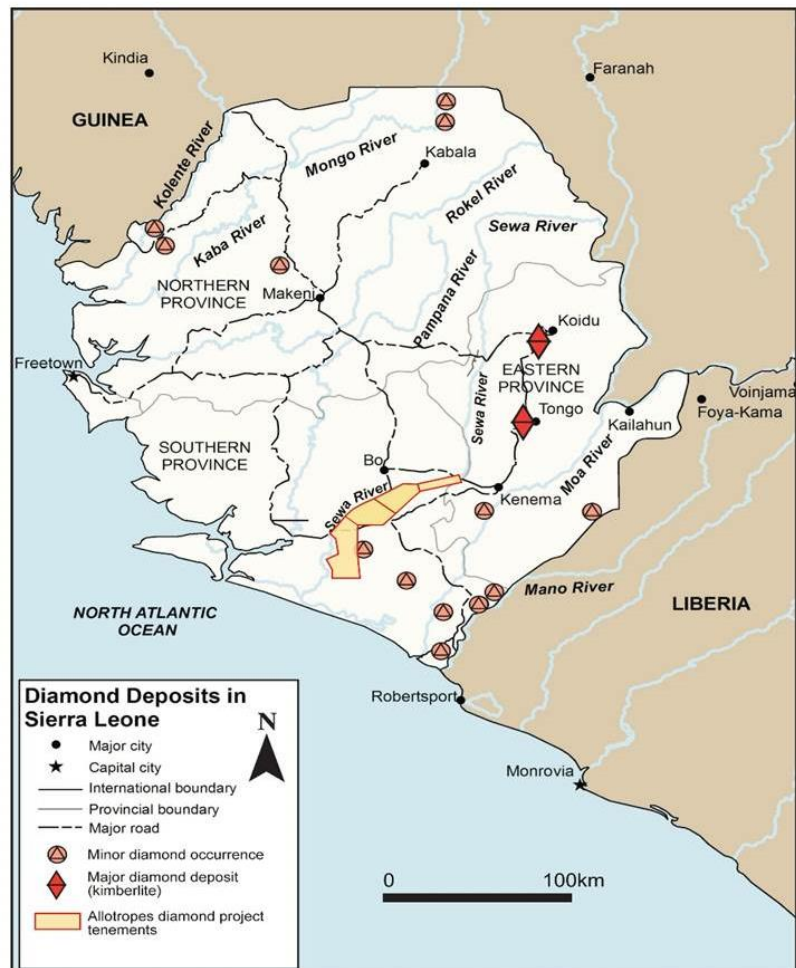 Kindia
Faranah
GUINEA
Kolente River
Mongo River
Kabala
Rokel River
Kaba River
Sewa River
NORTHERN
PROVINCE
Makeni
Pampana River
Koidu
Freetown
EASTERN
PROVINCE
Sewa River
Voinjama
Foya-Kama
Tongo
Kailahun
SOUTHERN
PROVINCE
Bo
Moa River
Sewa River
Kenema
Mano River
NORTH ATLANTIC
OCEAN
LIBERIA
Robertsport
Monrovia
Diamond Deposits in
Sierra Leone
N
Major city
Capital city
International boundary
Provincial boundary
Major road
Minor diamond occurrence
Major diamond deposit
(kimberlite)
Allotropes diamond project
tenements
0 100km